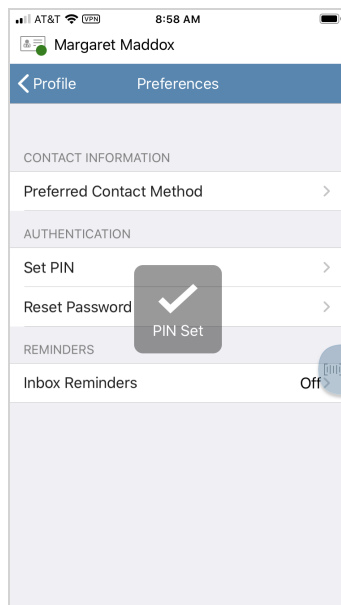 AT&T VPN 8:58 AM
Margaret Maddox
Profile Preferences
CONTACT INFORMATION
Preferred Contact Method
AUTHENTICATION
Set PIN
Reset Password
PIN Set
REMINDERS
Inbox Reminders Off